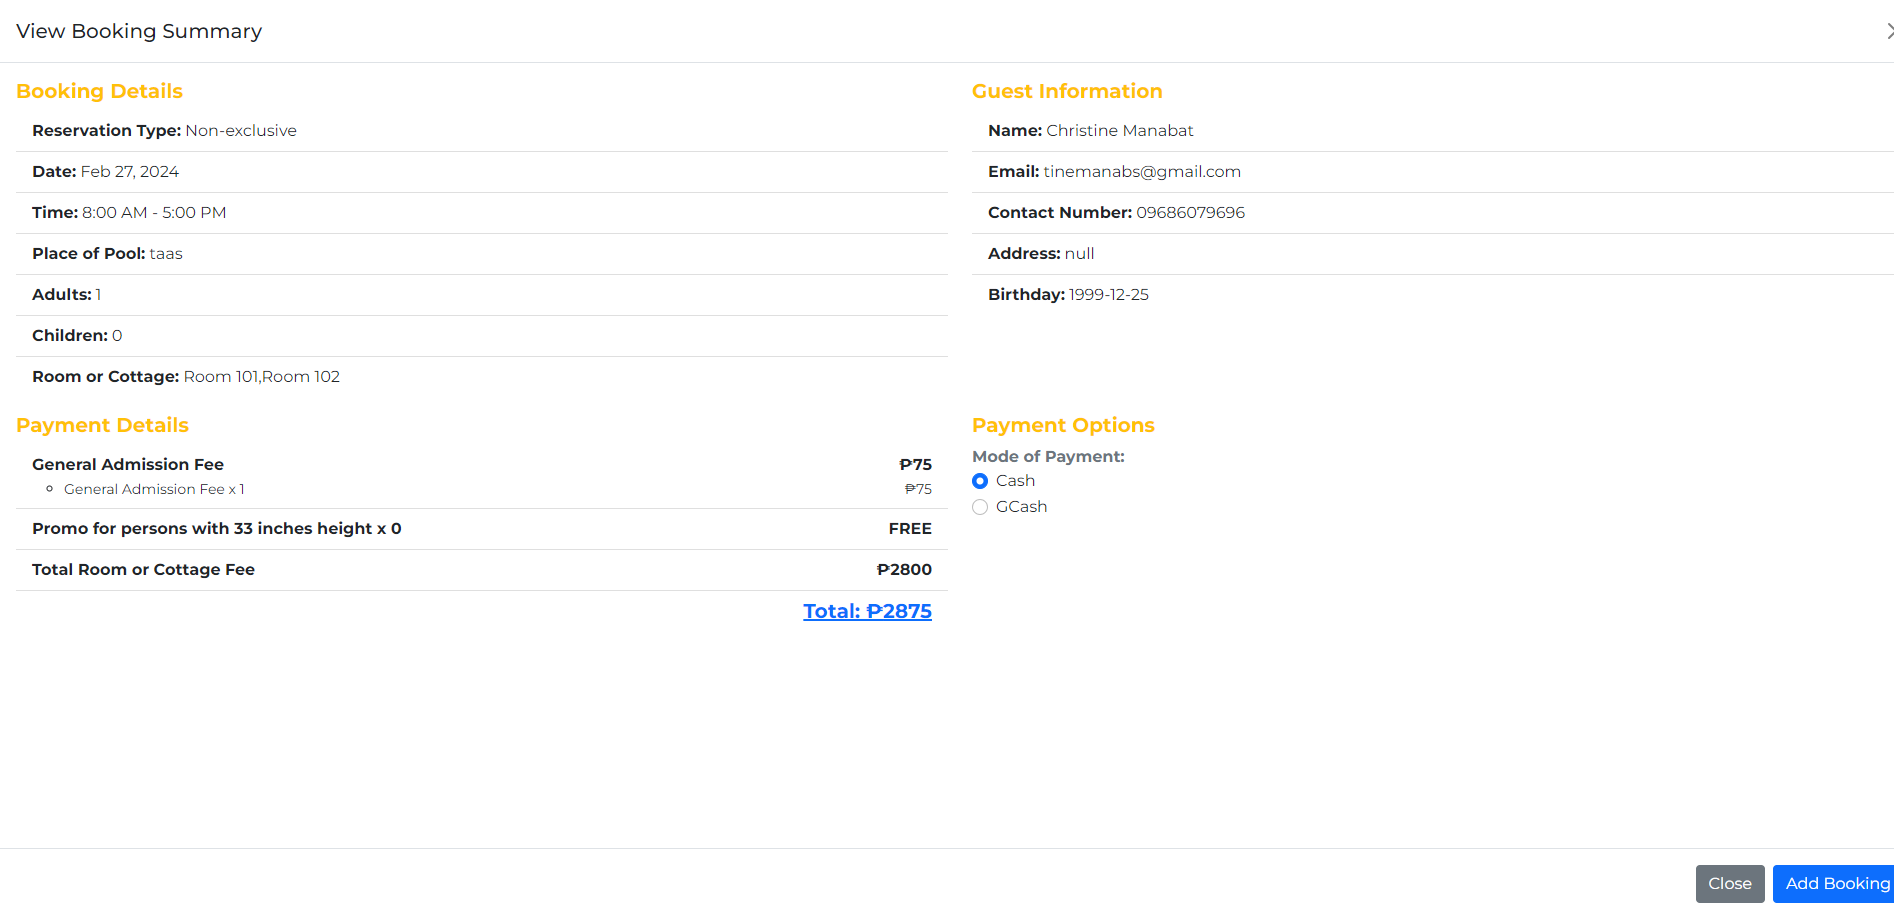 View Booking Summary
Booking Details
Reservation Type: Non-exclusive
Date: Feb 27, 2024
Time: 8:00 AM - 5:00 PM
Place of Pool: taas
Adults: 1
Children: 0
Room or Cottage: Room 101,Room 102
Guest Information
Name: Christine Manabat
Email: tinemanabs@gmail.com
Contact Number: 09686079696
Address: null
Birthday: 1999-12-25
Payment Details
General Admission Fee ₱75
General Admission Fee x 1 ₱75
Promo for persons with 33 inches height x 0 FREE
Total Room or Cottage Fee ₱2800
Total: ₱2875
Payment Options
Mode of Payment:
Cash
GCash
Close Add Booking